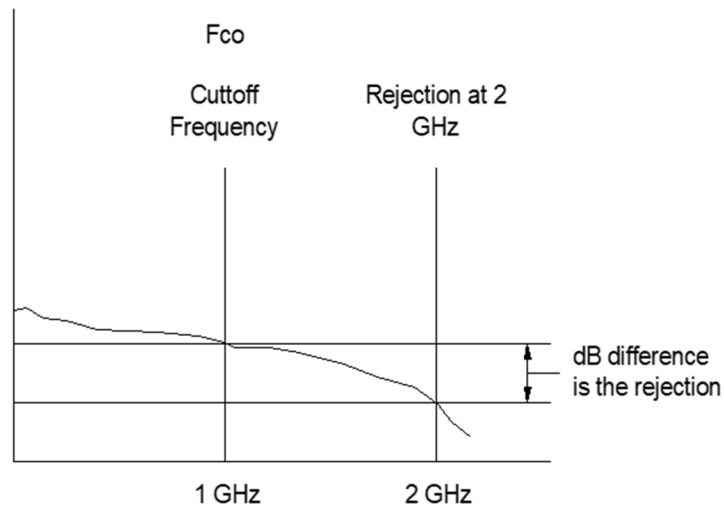 Fco
Cuttoff
Frequency
Rejection at 2
GHz
dB difference
is the rejection
1 GHz
2 GHz